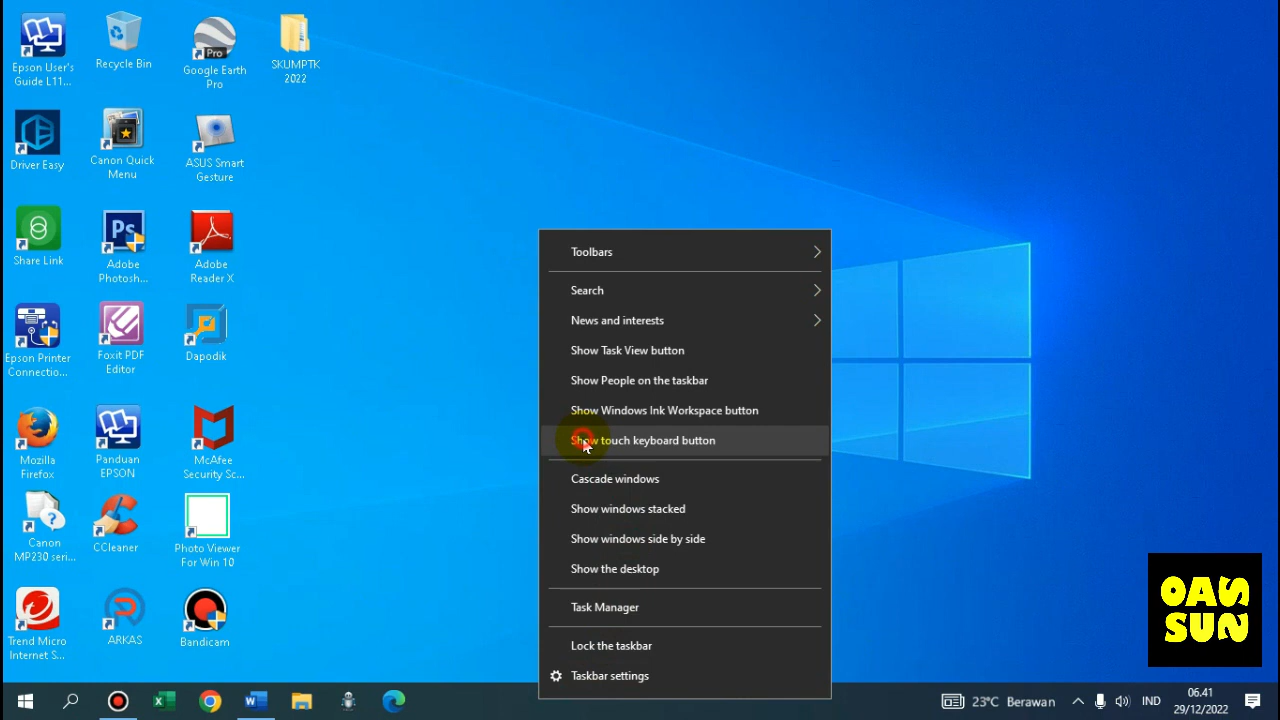 Epson User's
Guide L11...
Recycle Bin
Pro
Google Earth
Pro
SKUMPTK
2022
Driver Easy
Canon Quick
Menu
ASUS Smart
Gesture
Share Link
Ps
Adobe
Photosh...
Adobe
Reader X
Epson Printer
Connectio...
Foxit PDF
Editor
Dapodik
Mozilla
Firefox
Panduan
EPSON
McAfee
Security Sc...
Canon
MP230 seri...
CCleaner
Photo Viewer
For Win 10
Trend Micro
Internet S...
ARKAS
Bandicam
Toolbars
Search
News and interests
Show Task View button
Show People on the taskbar
Show Windows Ink Workspace button
Show touch keyboard button
Cascade windows
Show windows stacked
Show windows side by side
Show the desktop
Task Manager
Lock the taskbar
Taskbar settings
OAS
SUN
23°C Berawan
IND
06.41
29/12/2022